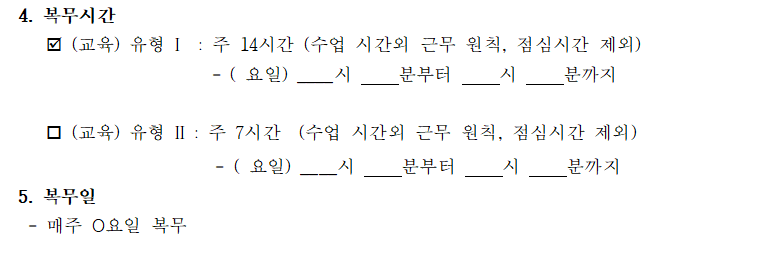 4. 복무시간
☑ (교육) 유형 Ⅰ : 주 14시간 (수업 시간외 근무 원칙, 점심시간 제외)
- ( 요일) ____시 ____분부터 ____시 ____분까지
☐ (교육) 유형 Ⅱ : 주 7시간 (수업 시간외 근무 원칙, 점심시간 제외)
- ( 요일) ____시 ____분부터 ____시 ____분까지
5. 복무일
- 매주 O요일 복무